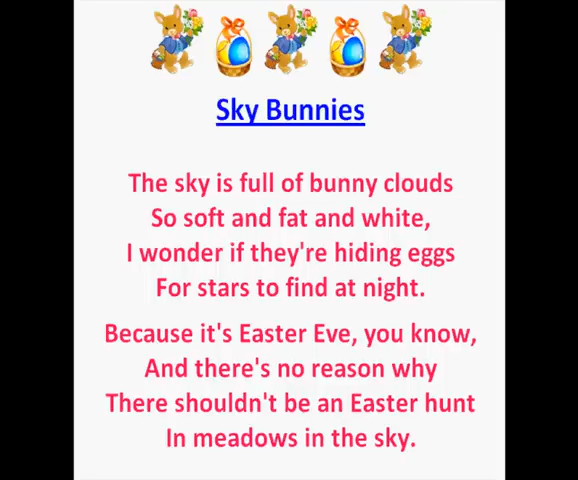 Sky Bunnies
The sky is full of bunny clouds
So soft and fat and white,
I wonder if they're hiding eggs
For stars to find at night.
Because it's Easter Eve, you know,
And there's no reason why
There shouldn't be an Easter hunt
In meadows in the sky.